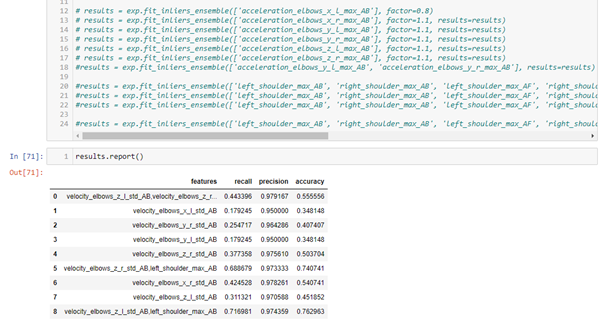 11
12 # results = exp.fit_inliers_ensemble(['acceleration_elbows_x_l_max_AB'], factor=0.8)
13 # results = exp.fit_inliers_ensemble(['acceleration_elbows_x_r_max_AB'], factor=1.1, results=results)
14 # results = exp.fit_inliers_ensemble(['acceleration_elbows_y_l_max_AB'], factor=1.1, results=results)
15 # results = exp.fit_inliers_ensemble(['acceleration_elbows_y_r_max_AB'], factor=1.1, results=results)
16 # results = exp.fit_inliers_ensemble(['acceleration_elbows_z_l_max_AB'], factor=1.1, results=results)
17 # results = exp.fit_inliers_ensemble(['acceleration_elbows_z_r_max_AB'], factor=1.1, results=results)
18 #results = exp.fit_inliers_ensemble(['acceleration_elbows_y_l_max_AB', 'acceleration_elbows_y_r_max_AB'], results=results)
19
20 #results = exp.fit_inliers_ensemble(['left_shoulder_max_AB', 'right_shoulder_max_AB', 'left_shoulder_max_AF', 'right_shoul
21 #results = exp.fit_inliers_ensemble(['left_shoulder_max_AB', 'right_shoulder_max_AB', 'left_shoulder_max_AF', 'right_shoul
22 #results = exp.fit_inliers_ensemble(['left_shoulder_max_AB', 'right_shoulder_max_AB', 'left_shoulder_max_AF', 'right_shoul
23
24 #results = exp.fit_inliers_ensemble(['left_shoulder_max_AB', 'right_shoulder_max_AB', 'left_shoulder_max_AF', 'right_shoul
In [71]: 1 results.report()
Out[71]:
features recall precision accuracy
0 velocity_elbows_z_l_std_AB,velocity_elbows_z_r... 0.443396 0.979167 0.555556
1 velocity_elbows_x_l_std_AB 0.179245 0.950000 0.348148
2 velocity_elbows_y_r_std_AB 0.254717 0.964286 0.407407
3 velocity_elbows_y_l_std_AB 0.179245 0.950000 0.348148
4 velocity_elbows_z_r_std_AB 0.377358 0.975610 0.503704
5 velocity_elbows_z_r_std_AB,left_shoulder_max_AB 0.688679 0.973333 0.740741
6 velocity_elbows_x_r_std_AB 0.424528 0.978261 0.540741
7 velocity_elbows_z_l_std_AB 0.311321 0.970588 0.451852
8 velocity_elbows_z_l_std_AB,left_shoulder_max_AB 0.716981 0.974359 0.762963